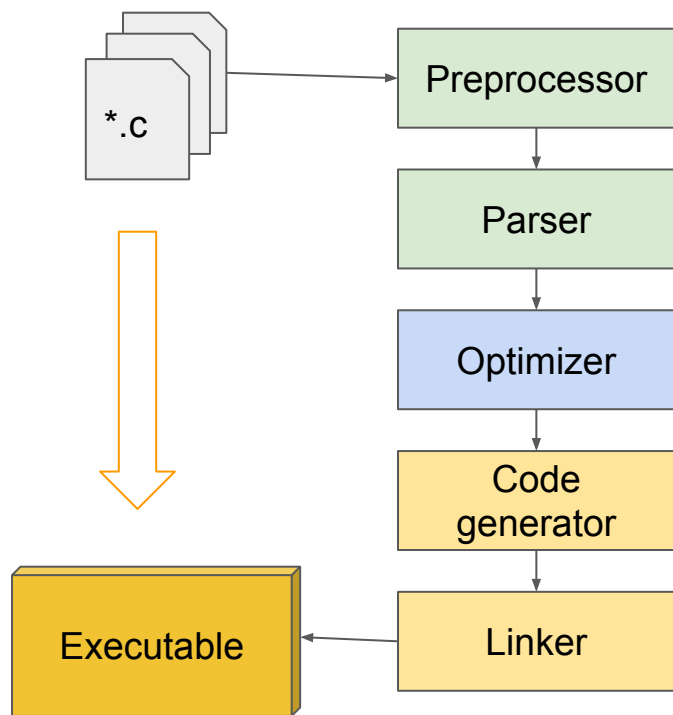 *.c
Preprocessor
Parser
Optimizer
Code
generator
Linker
Executable